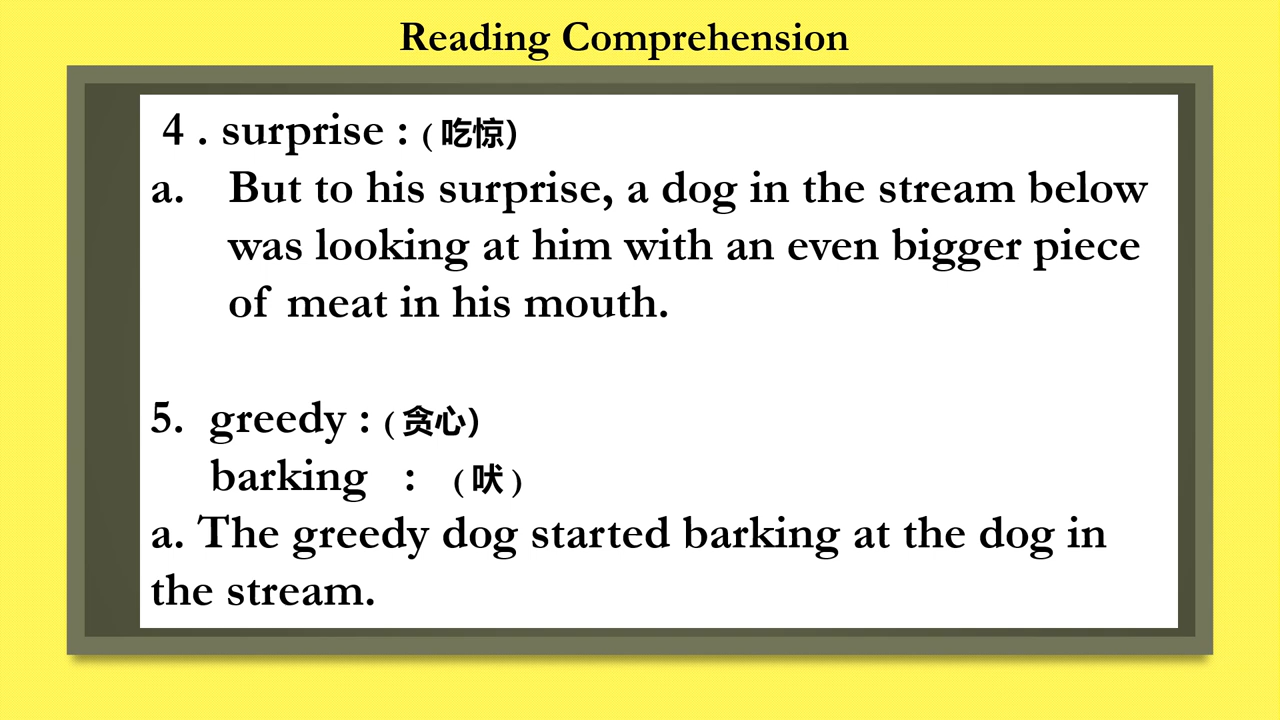 Reading Comprehension
4 . surprise : ( 吃惊）
a. But to his surprise, a dog in the stream below
was looking at him with an even bigger piece
of meat in his mouth.
5. greedy : ( 贪心）
barking : ( 吠 )
a. The greedy dog started barking at the dog in
the stream.